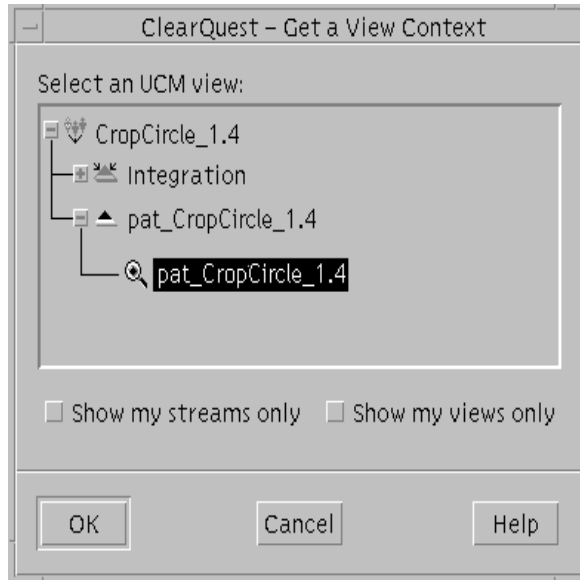 ClearQuest – Get a View Context
Select an UCM view:
CropCircle_1.4
Integration
pat_CropCircle_1.4
pat_CropCircle_1.4
Show my streams only Show my views only
OK Cancel Help